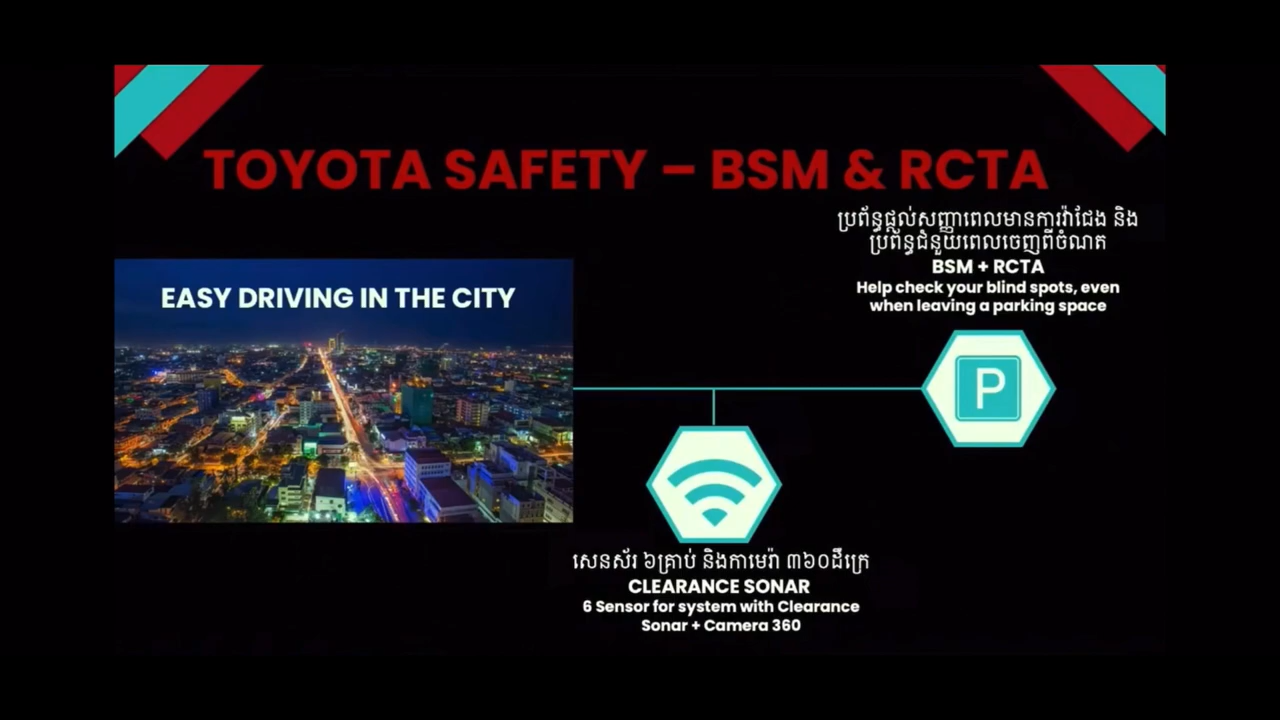 TOYOTA SAFETY – BSM & RCTA
ប្រព័ន្ធផ្តល់សញ្ញាពេលមានការវ៉ាជែង និង
ប្រព័ន្ធជំនួយពេលចេញពីចំណត
BSM + RCTA
Help check your blind spots, even
when leaving a parking space
EASY DRIVING IN THE CITY
P
សេនស័រ ៦គ្រាប់ និងកាមេរ៉ា ៣៦០ដឺក្រេ
CLEARANCE SONAR
6 Sensor for system with Clearance
Sonar + Camera 360